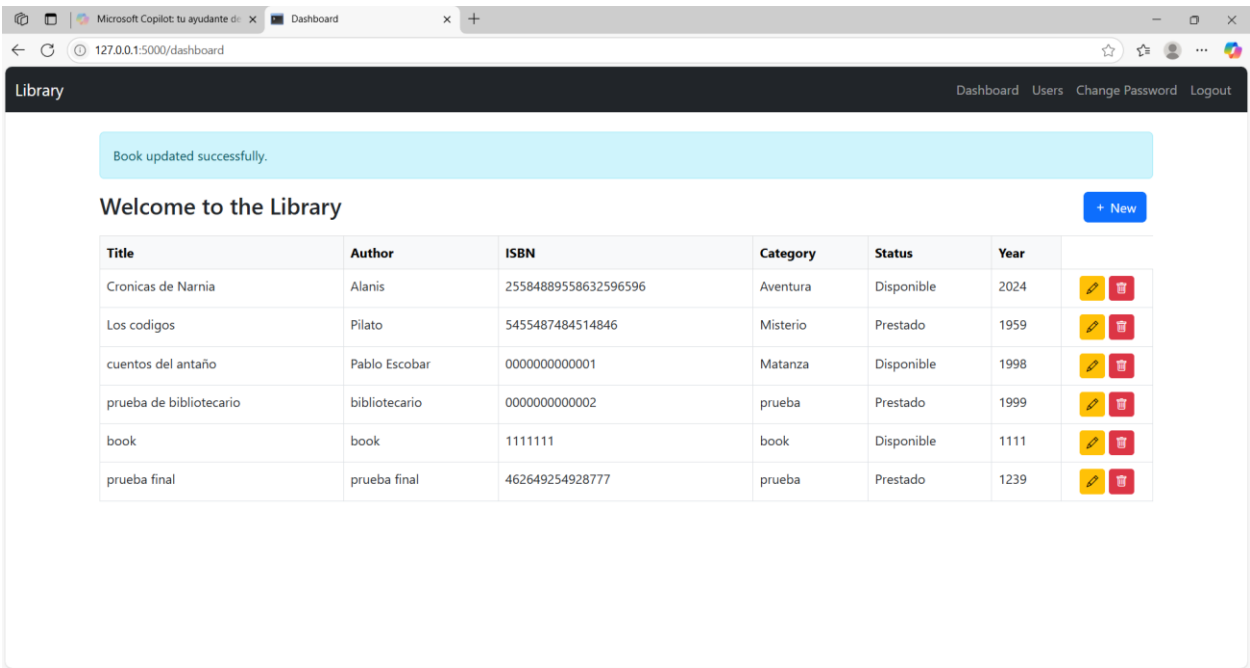 Microsoft Copilot: tu ayudante de Dashboard
127.0.0.1:5000/dashboard
Library Dashboard Users Change Password Logout
Book updated successfully.
Welcome to the Library + New
Title Author ISBN Category Status Year
Cronicas de Narnia Alanis 25584889558632596596 Aventura Disponible 2024
Los codigos Pilato 5455487484514846 Misterio Prestado 1959
cuentos del antaño Pablo Escobar 0000000000001 Matanza Disponible 1998
prueba de bibliotecario bibliotecario 0000000000002 prueba Prestado 1999
book book 1111111 book Disponible 1111
prueba final prueba final 462649254928777 prueba Prestado 1239